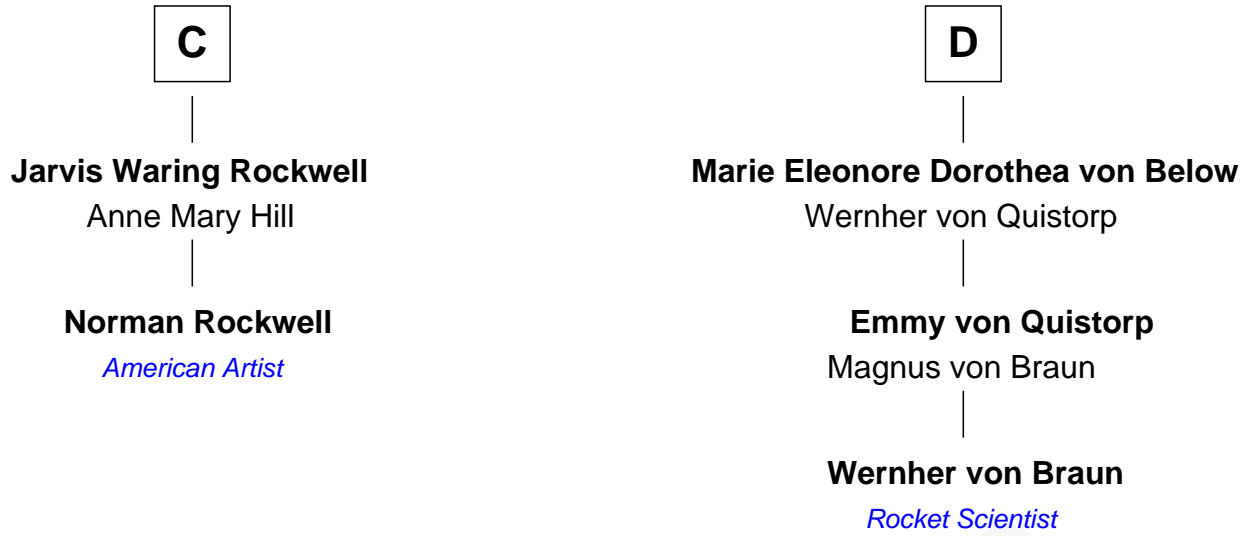 C
Jarvis Waring Rockwell
Anne Mary Hill
Norman Rockwell
American Artist
D
Marie Eleonore Dorothea von Below
Wernher von Quistorp
Emmy von Quistorp
Magnus von Braun
Wernher von Braun
Rocket Scientist